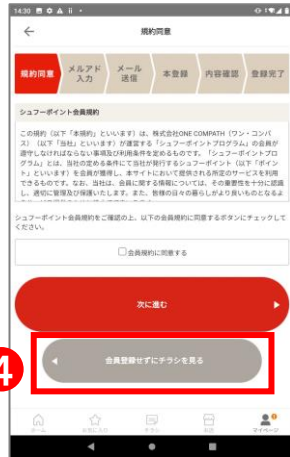 14:30
規約同意
規約同意
メルアド
入力
メール
送信
本登録
内容確認
登録完了
シュフーポイント会員規約
この規約（以下「本規約」といいます）は、株式会社ONE COMPATH（ワン・コンパ
ス）（以下「当社」といいます）が運営する「シュフーポイントプログラム」の会員が
遵守しなければならない事項及び利用条件を定めるものです。「シュフーポイントプロ
グラム」とは、当社の定める条件にて当社が発行するシュフーポイント（以下「ポイン
ト」といいます）を会員が獲得し、本サイトにおいて提供される所定のサービスを利用
できるものです。なお、当社は、会員に関する情報については、その重要性を十分に認識
し、適切に管理及び保護いたします。また、皆様の日々の暮らしがより良いものとなるよ
シュフーポイント会員規約をご確認の上、以下の会員規約に同意するボタンにチェックして
ください。
会員規約に同意する
次に進む
4
会員登録せずにチラシを見る
ホーム
お気に入り
チラシ
お店
マイページ